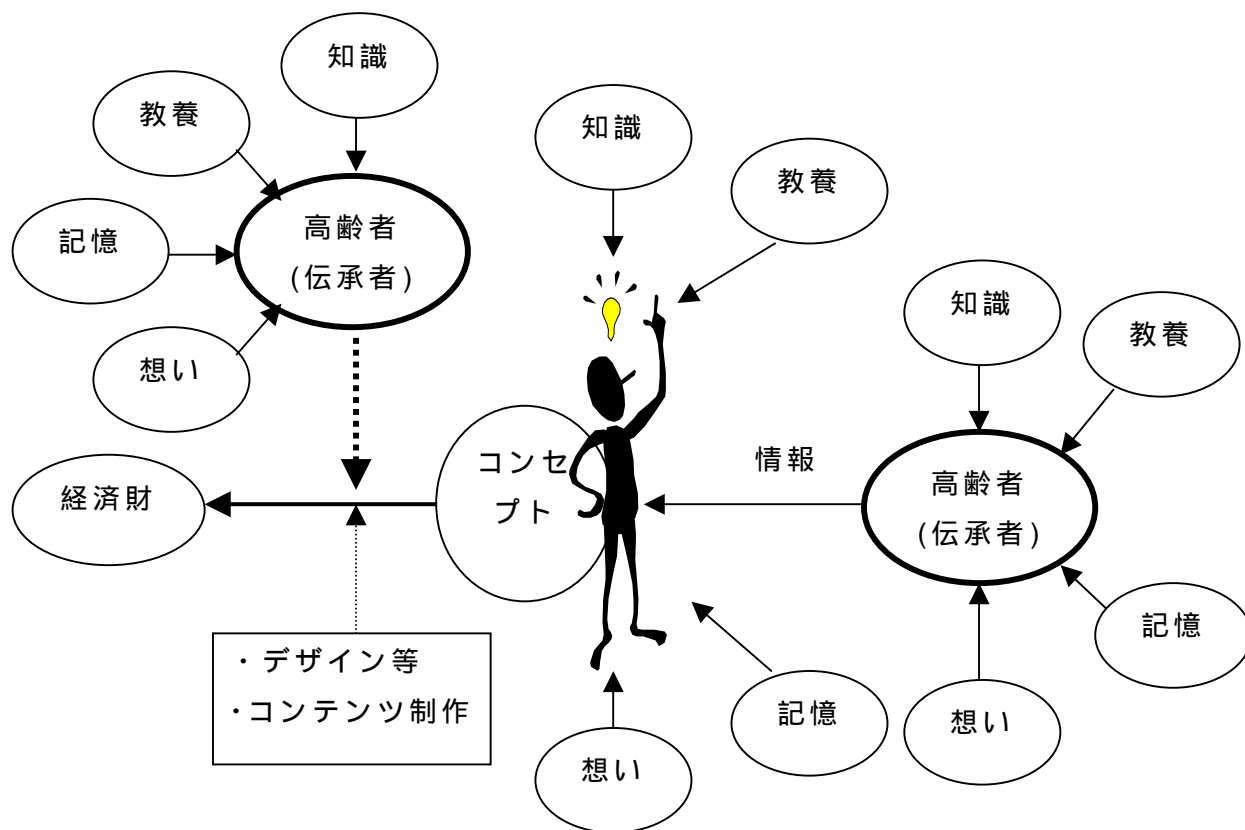 知識
教養
記憶
想い
高齢者
(伝承者)
知識
教養
コンセ
プト
経済財
・デザイン等
・コンテンツ制作
想い
記憶
情報
知識
教養
高齢者
(伝承者)
記憶
想い